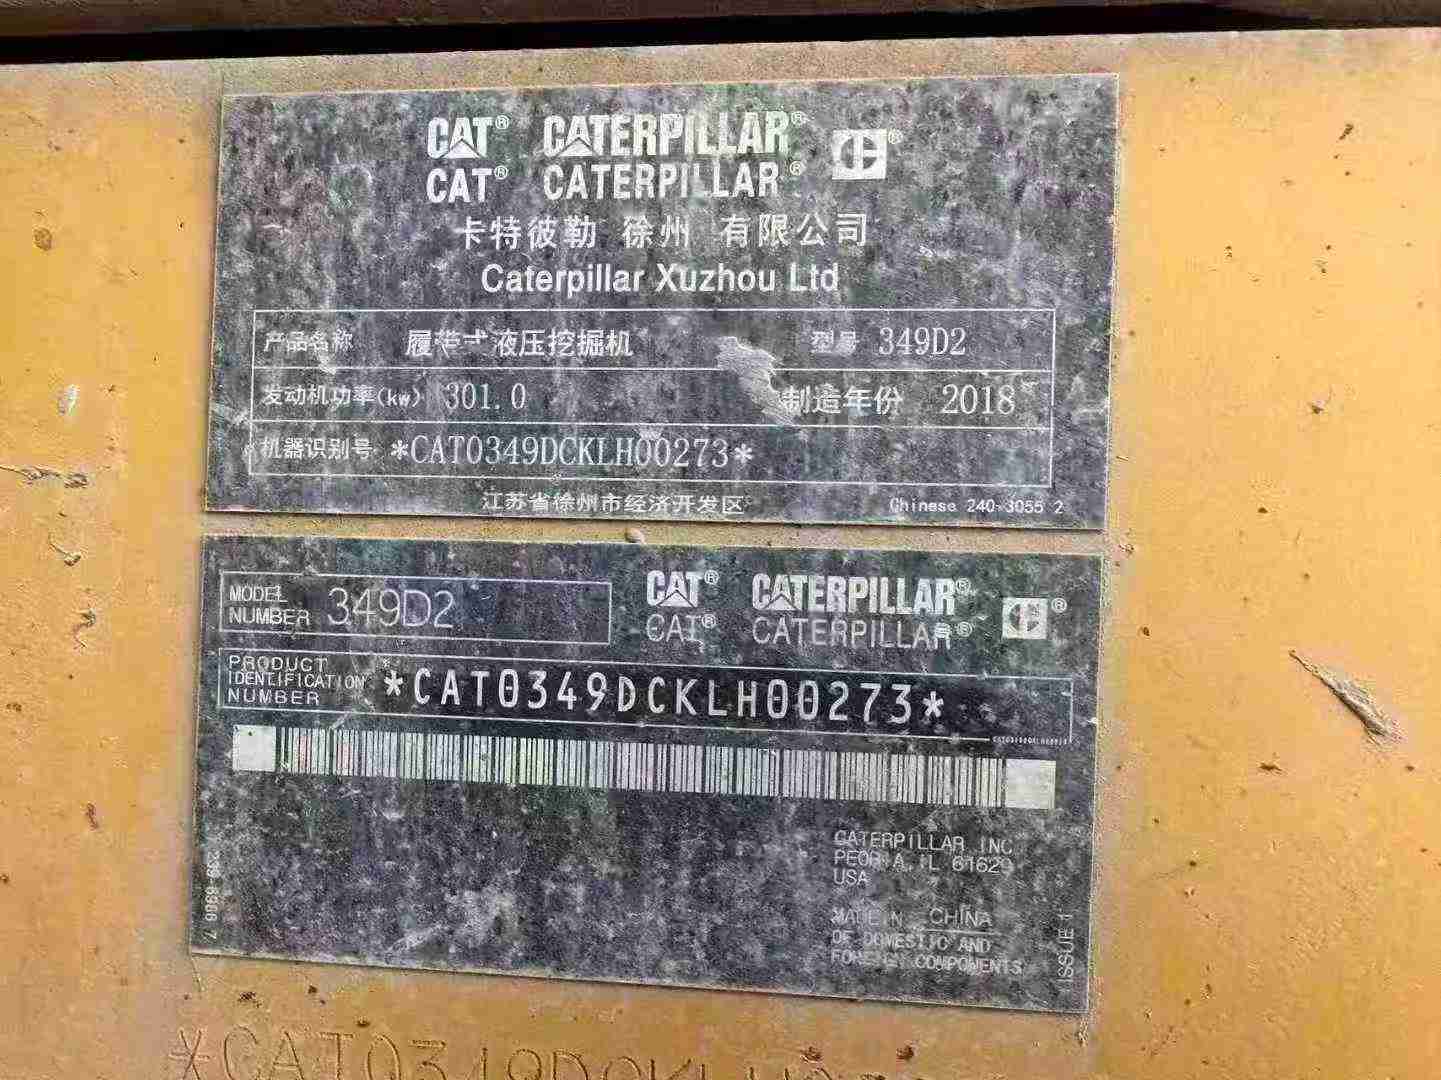 CAT® CATERPILLAR®
CAT® CATERPILLAR®
卡特彼勒 徐州 有限公司
Caterpillar Xuzhou Ltd
产品名称 履带式液压挖掘机 型号 349D2
发动机功率(kw) 301.0 制造年份 2018
机器识别号 *CAT0349DCKLH00273*
江苏省徐州市经济开发区 Chinese 240-3055 2
MODEL NUMBER 349D2
CAT® CATERPILLAR®
CAT® CATERPILLAR®
PRODUCT
IDENTIFICATION
NUMBER *CAT0349DCKLH00273*
CATERPILLAR INC
PEORIA, IL 61629
USA
MADE IN CHINA
OF DOMESTIC AND
FOREIGN COMPONENTS
ISSUE 1
*CAT0349DCKLH00